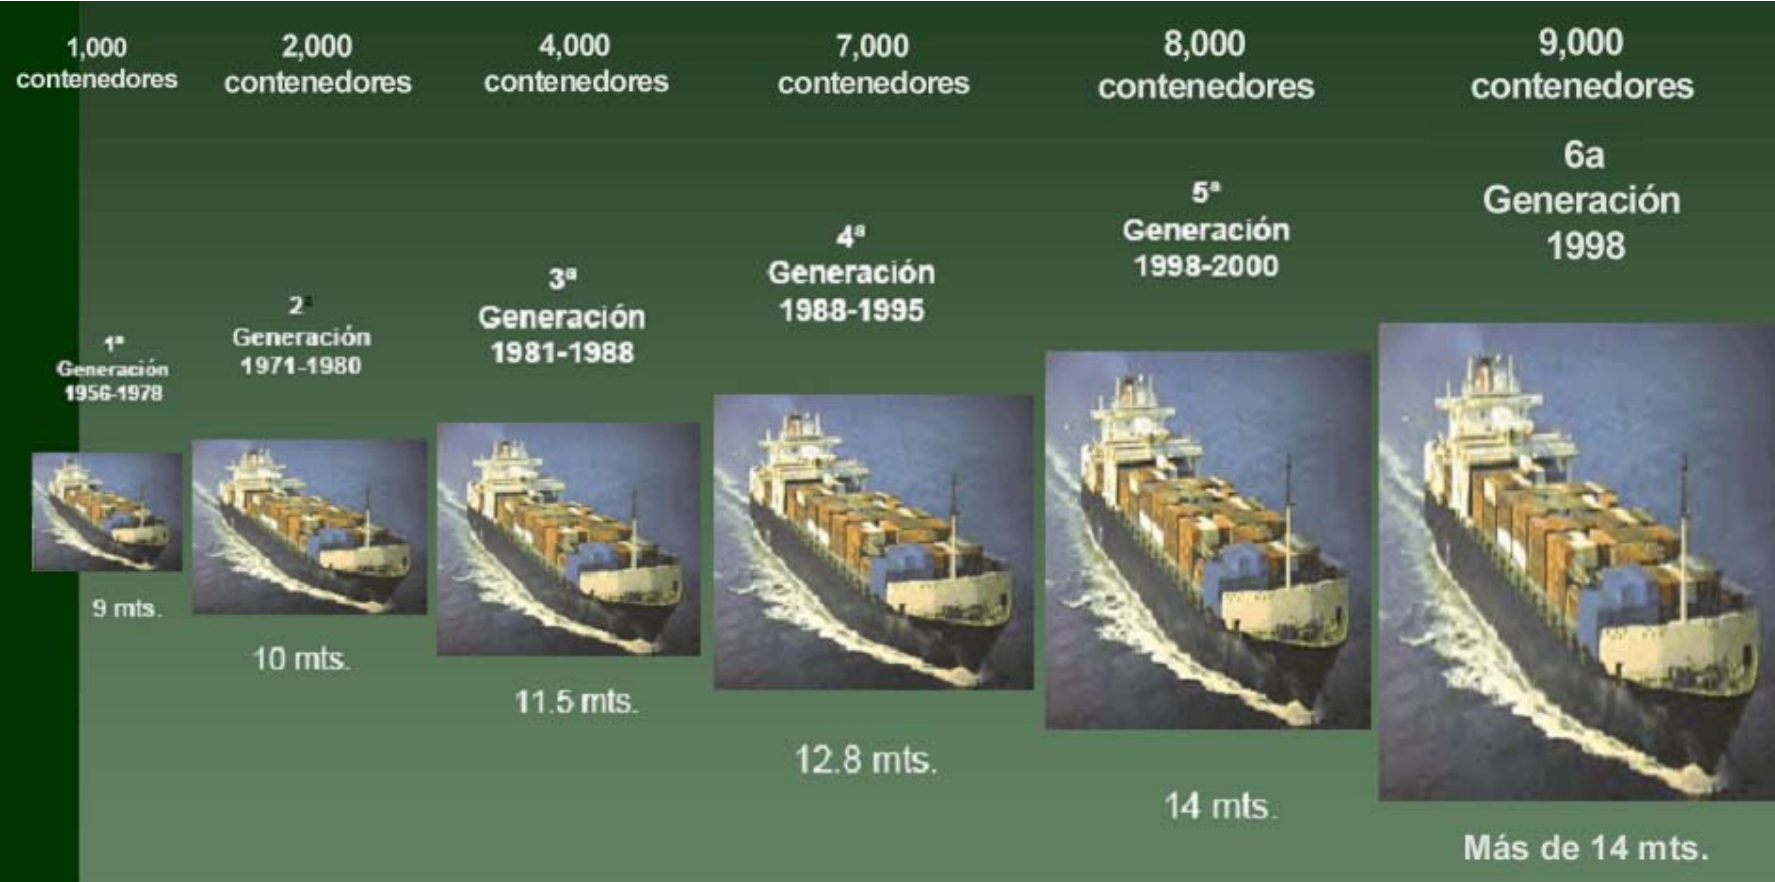 1,000
contenedores
2,000
contenedores
4,000
contenedores
7,000
contenedores
8,000
contenedores
9,000
contenedores
1ª
Generación
1956-1978
2ª
Generación
1971-1980
3ª
Generación
1981-1988
4ª
Generación
1988-1995
5ª
Generación
1998-2000
6a
Generación
1998
9 mts.
10 mts.
11.5 mts.
12.8 mts.
14 mts.
Más de 14 mts.